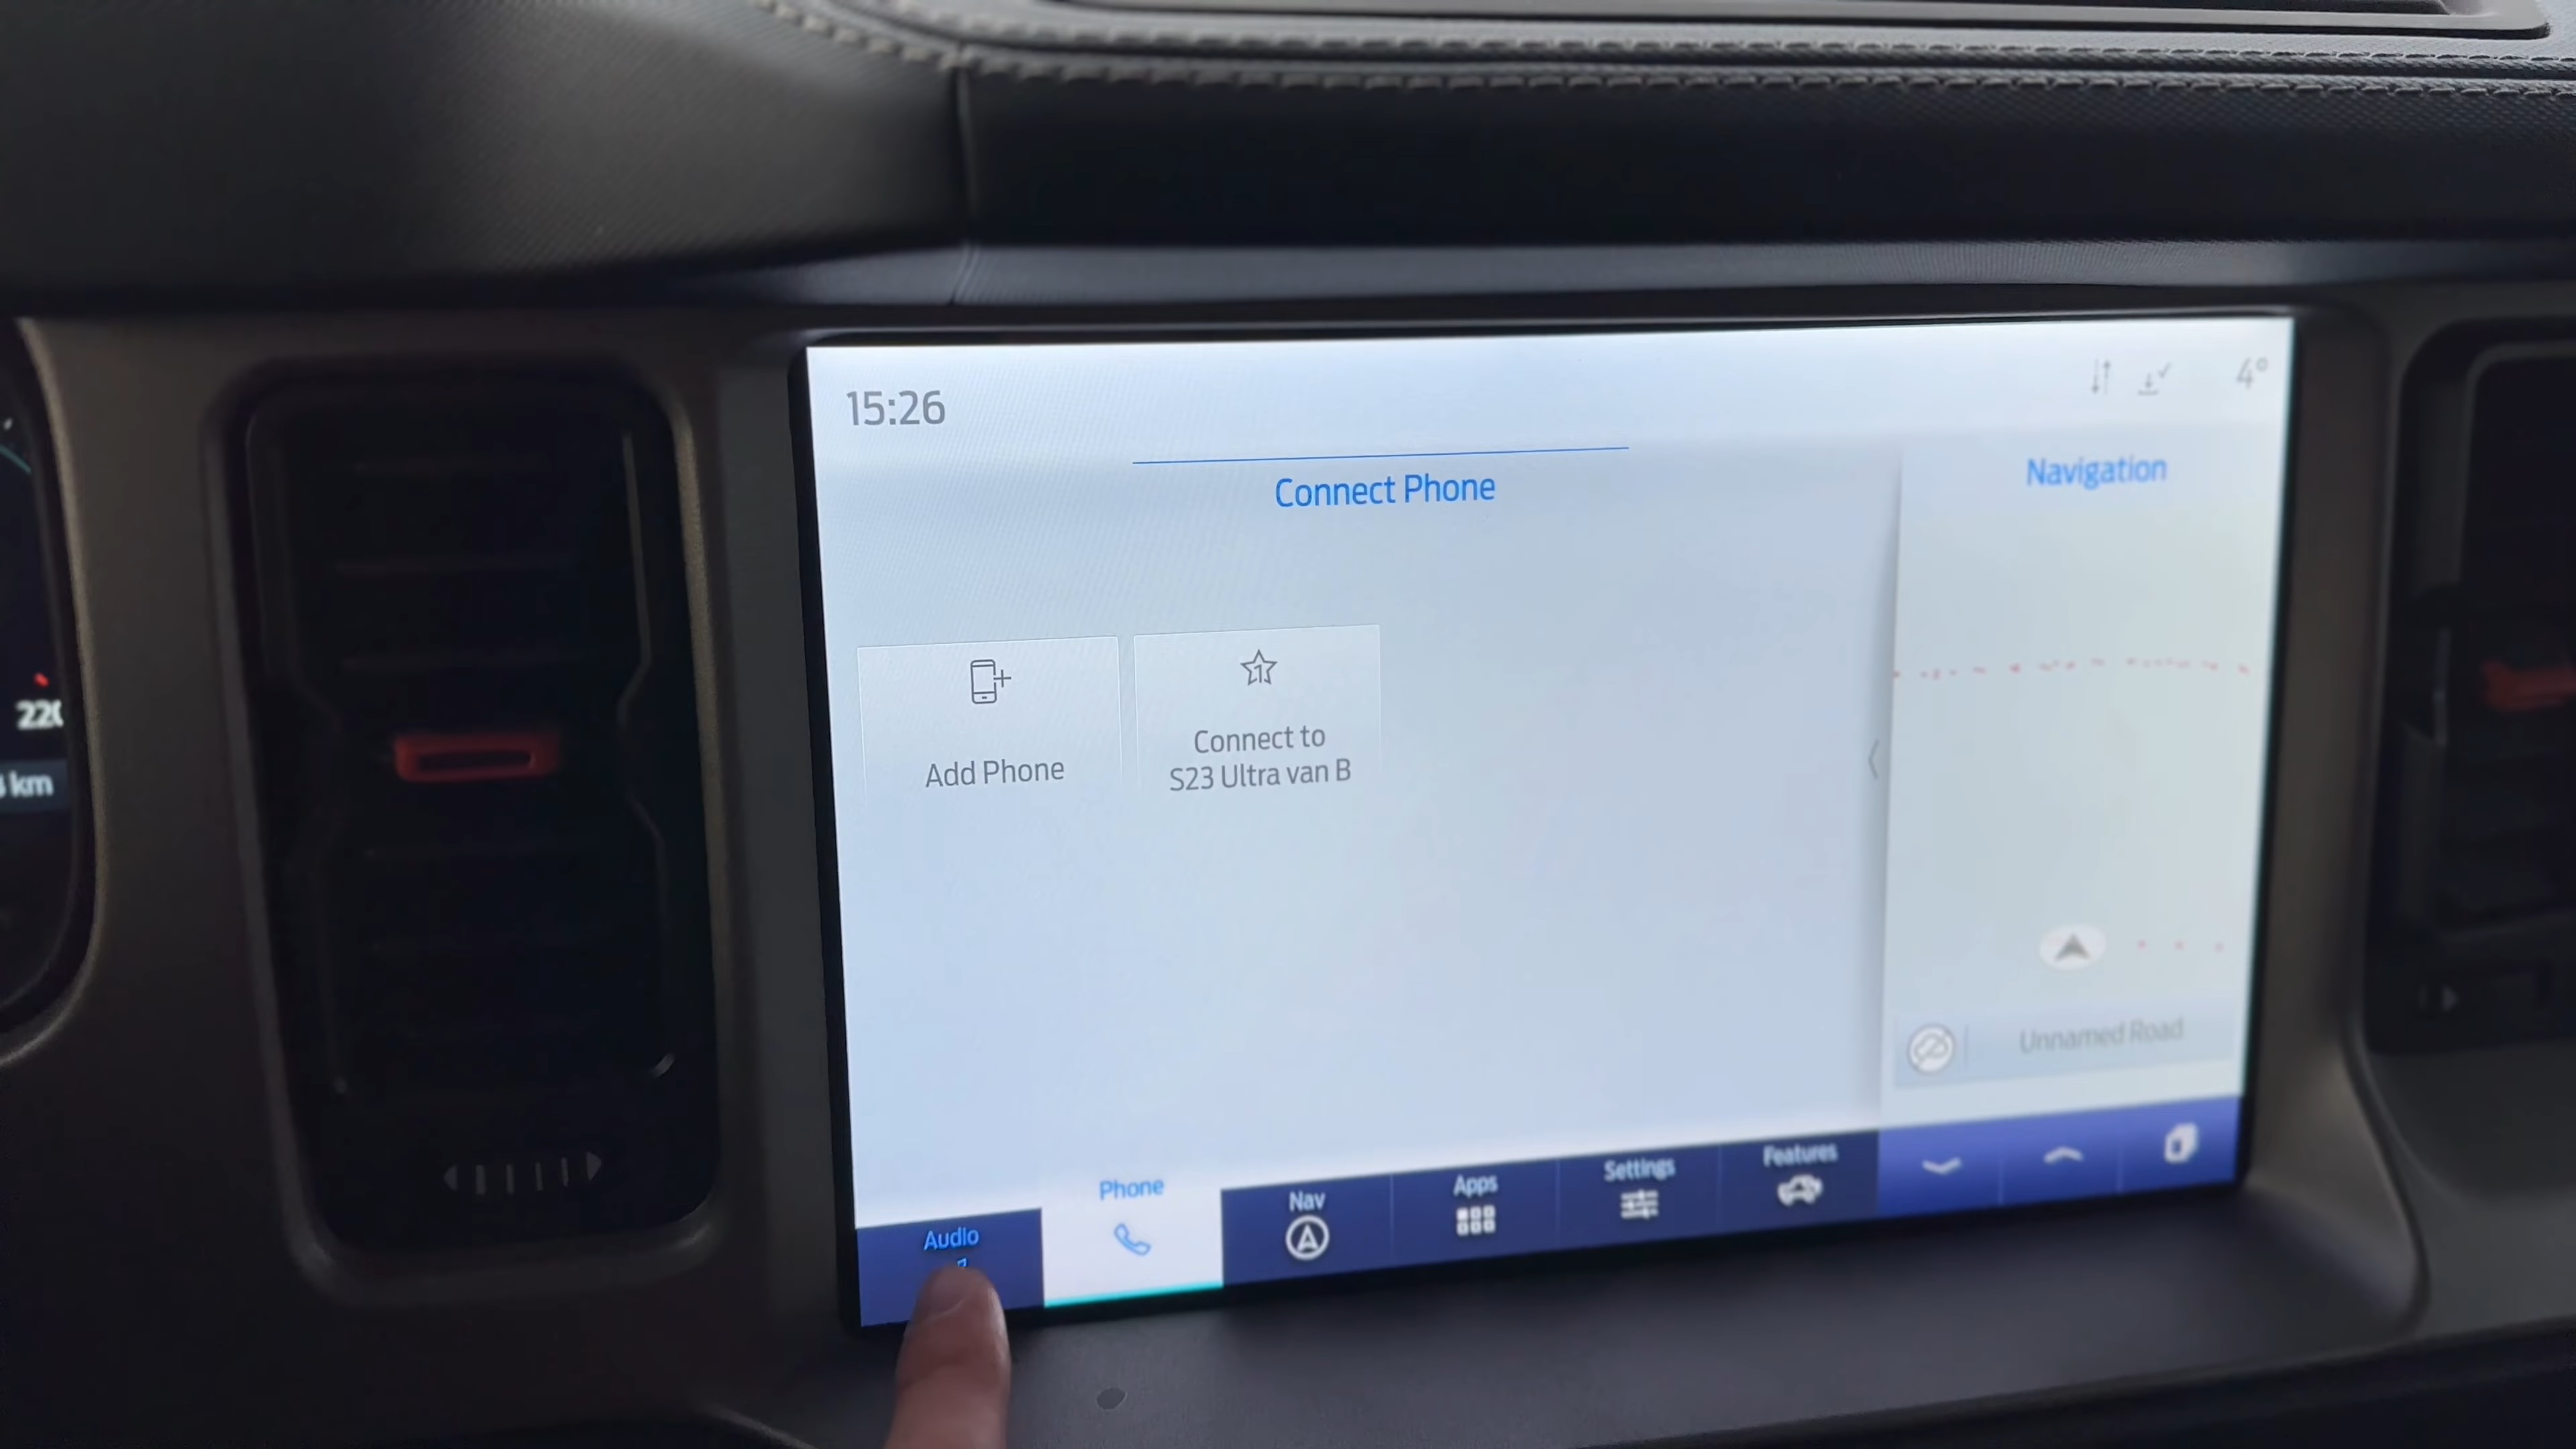 15:26
4°
Connect Phone
Navigation
Add Phone
1
Connect to
S23 Ultra van B
220
km
Unnamed Road
Audio
Phone
Nav
Apps
Settings
Features